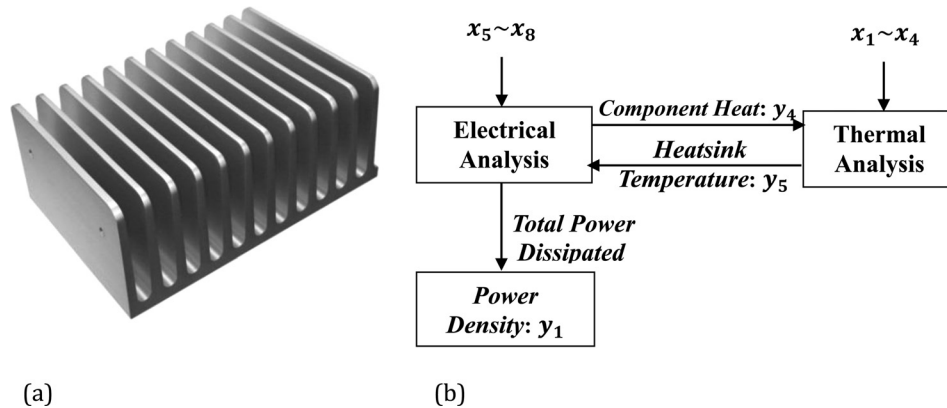 x₅~x₈
x₁~x₄
Electrical
Analysis
Component Heat: y₄
Heatsink
Temperature: y₅
Thermal
Analysis
Total Power
Dissipated
Power
Density: y₁
(a)
(b)